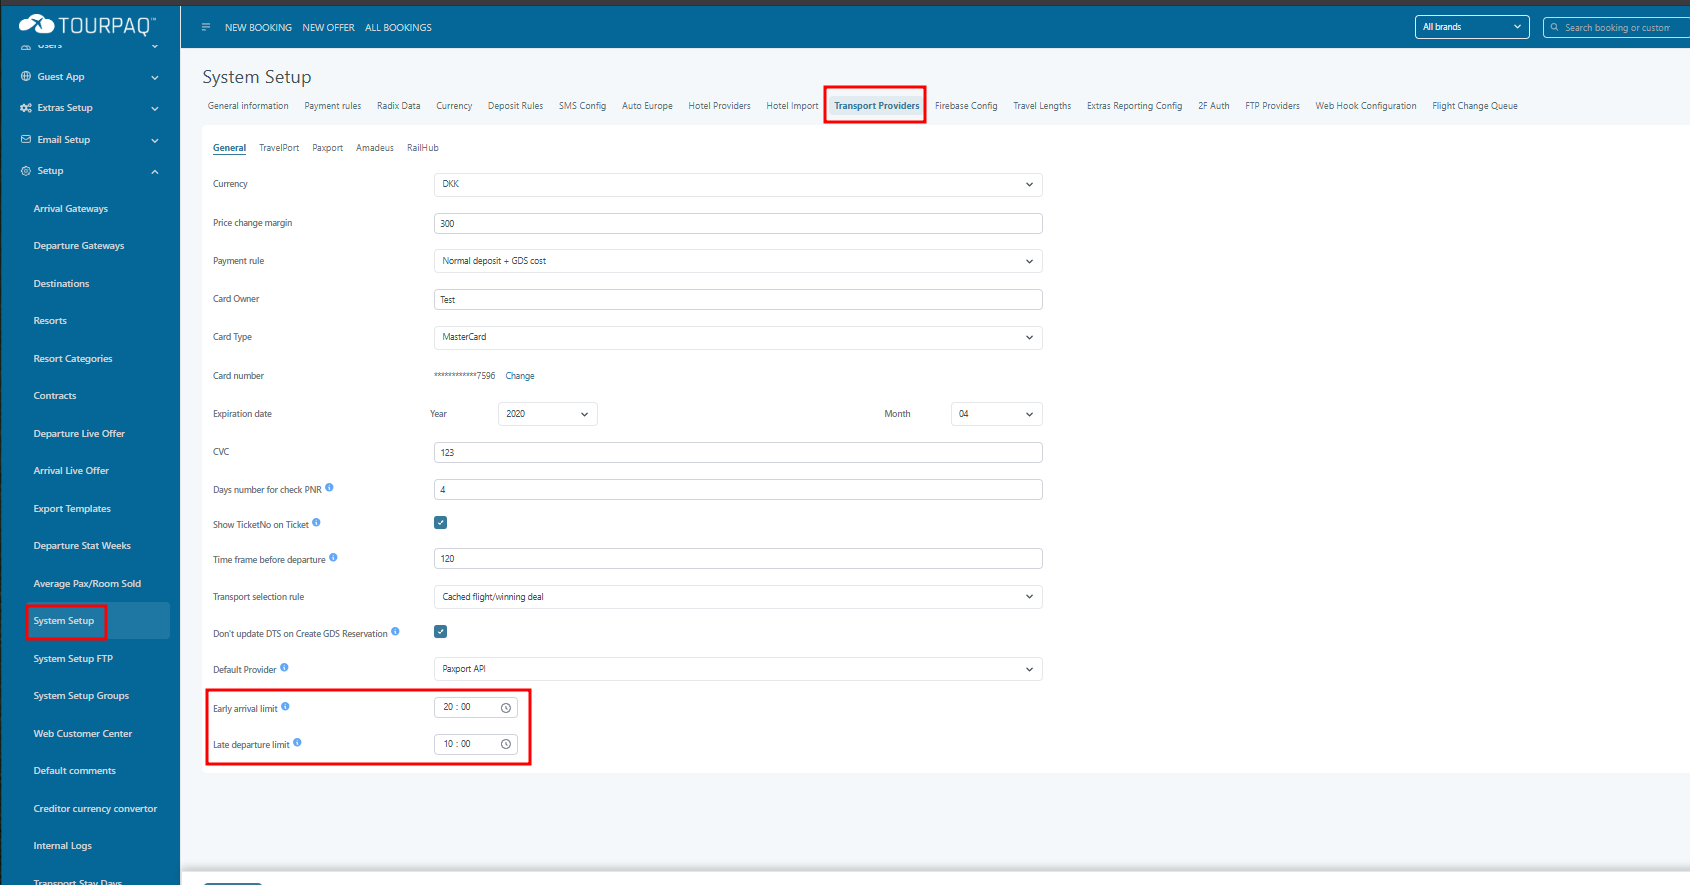 TOURPAQ™
NEW BOOKING NEW OFFER ALL BOOKINGS
All brands
Search booking or custom
Users
Guest App
Extras Setup
Email Setup
Setup
Arrival Gateways
Departure Gateways
Destinations
Resorts
Resort Categories
Contracts
Departure Live Offer
Arrival Live Offer
Export Templates
Departure Stat Weeks
Average Pax/Room Sold
System Setup
System Setup FTP
System Setup Groups
Web Customer Center
Default comments
Creditor currency convertor
Internal Logs
Transport Stay Days
System Setup
General information Payment rules Radix Data Currency Deposit Rules SMS Config Auto Europe Hotel Providers Hotel Import Transport Providers Firebase Config Travel Lengths Extras Reporting Config 2F Auth FTP Providers Web Hook Configuration Flight Change Queue
General TravelPort Paxport Amadeus RailHub
Currency DKK
Price change margin 300
Payment rule Normal deposit + GDS cost
Card Owner Test
Card Type MasterCard
Card number ************7596 Change
Expiration date Year 2020 Month 04
CVC 123
Days number for check PNR 4
Show TicketNo on Ticket
Time frame before departure 120
Transport selection rule Cached flight/winning deal
Don't update DTS on Create GDS Reservation
Default Provider Paxport API
Early arrival limit 20 : 00
Late departure limit 10 : 00